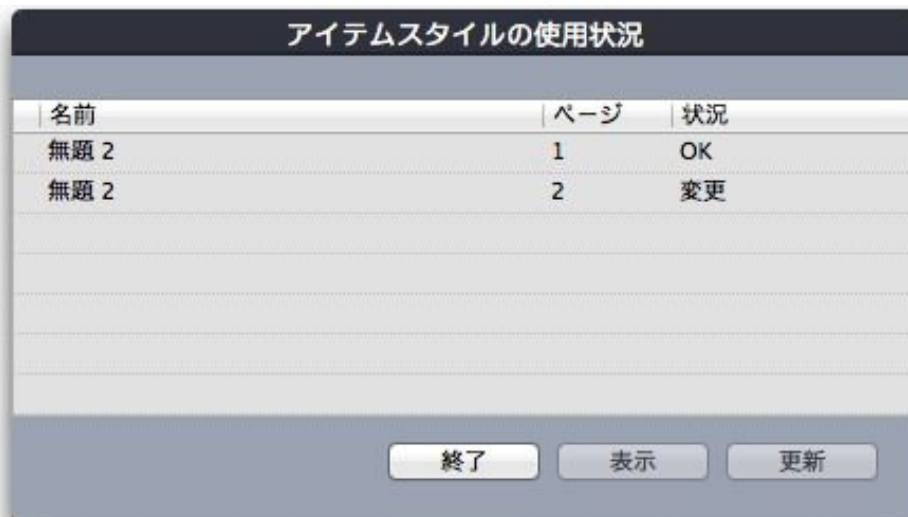 アイテムスタイルの使用状況
名前 ページ 状況
無題 2 1 OK
無題 2 2 変更
終了 表示 更新